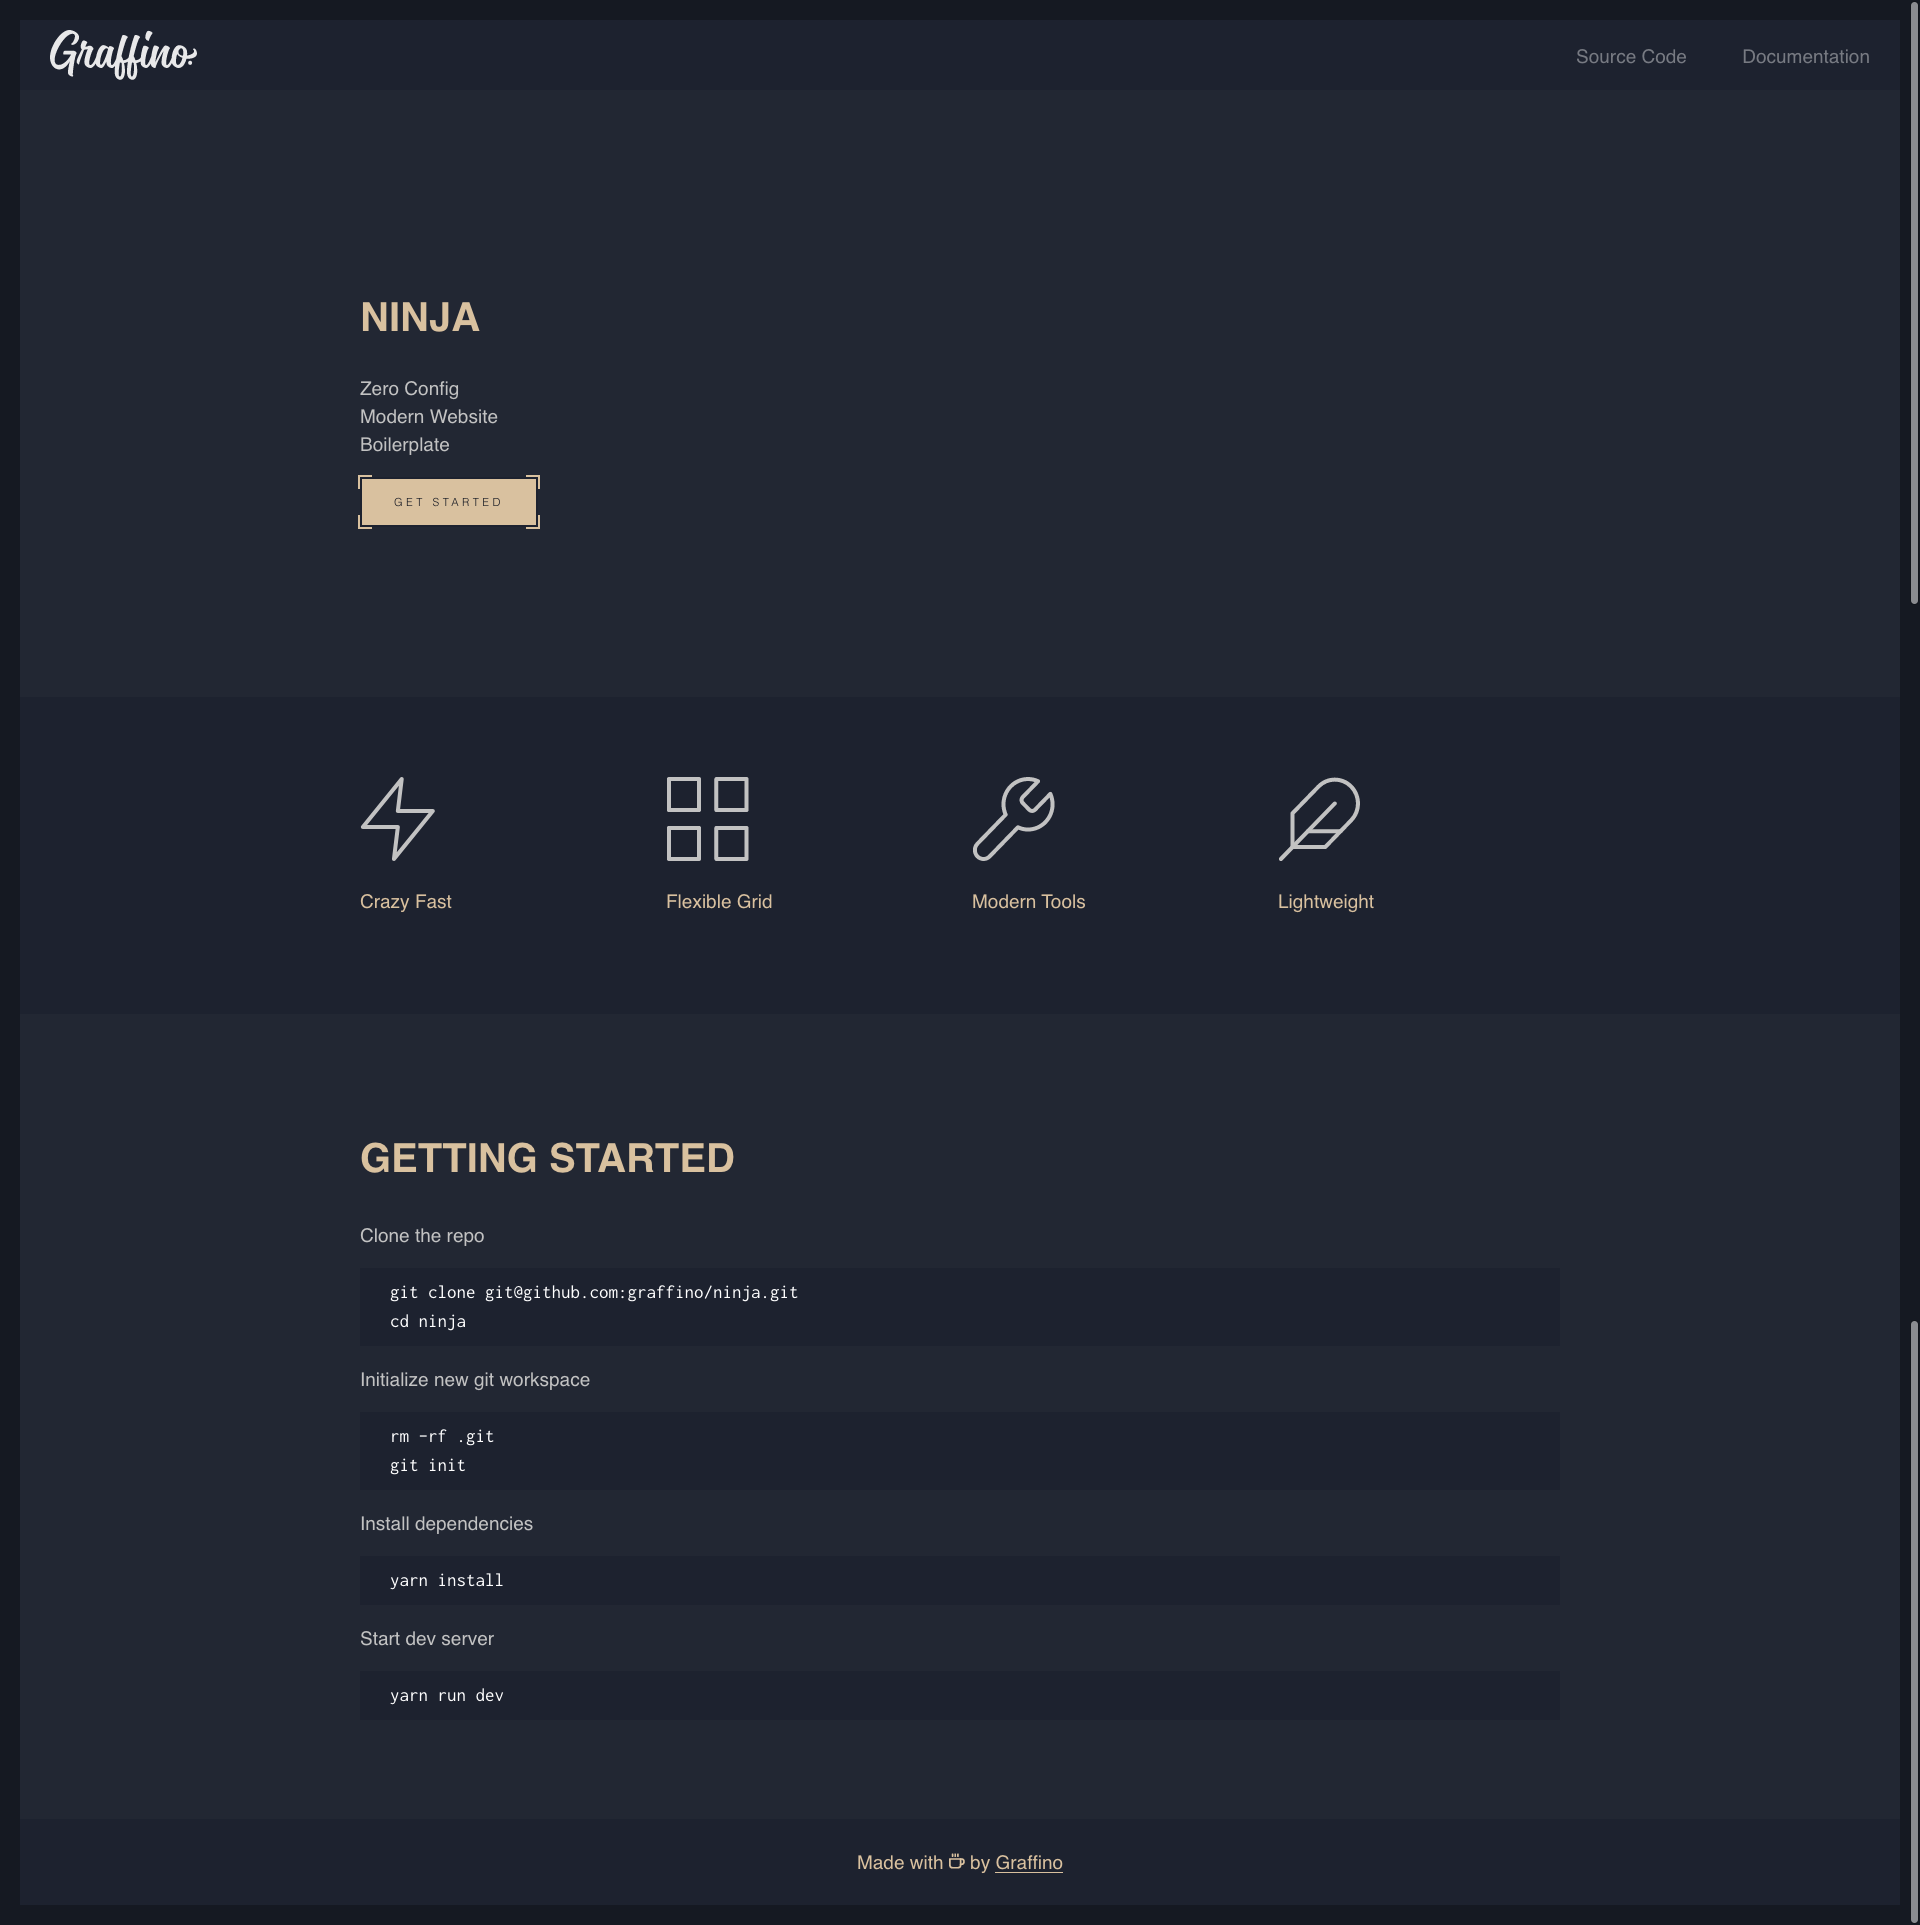 Graffino.
Source Code
Documentation
NINJA
Zero Config
Modern Website
Boilerplate
GET STARTED
Crazy Fast
Flexible Grid
Modern Tools
Lightweight
GETTING STARTED
Clone the repo
git clone git@github.com:graffino/ninja.git
cd ninja
Initialize new git workspace
rm -rf .git
git init
Install dependencies
yarn install
Start dev server
yarn run dev
Made with by Graffino